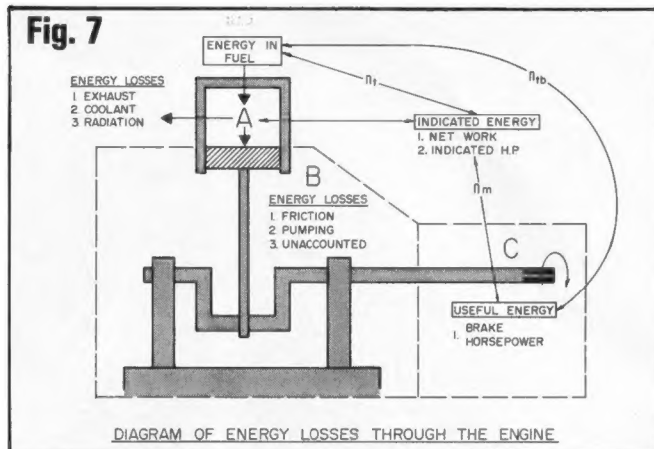 Fig. 7
ENERGY IN
FUEL
ENERGY LOSSES
1. EXHAUST
2. COOLANT
3. RADIATION
A
ηt
ηtb
INDICATED ENERGY
1. NET WORK
2. INDICATED H.P
B
ENERGY LOSSES
1. FRICTION
2. PUMPING
3. UNACCOUNTED
ηm
C
USEFUL ENERGY
1. BRAKE
HORSEPOWER
DIAGRAM OF ENERGY LOSSES THROUGH THE ENGINE